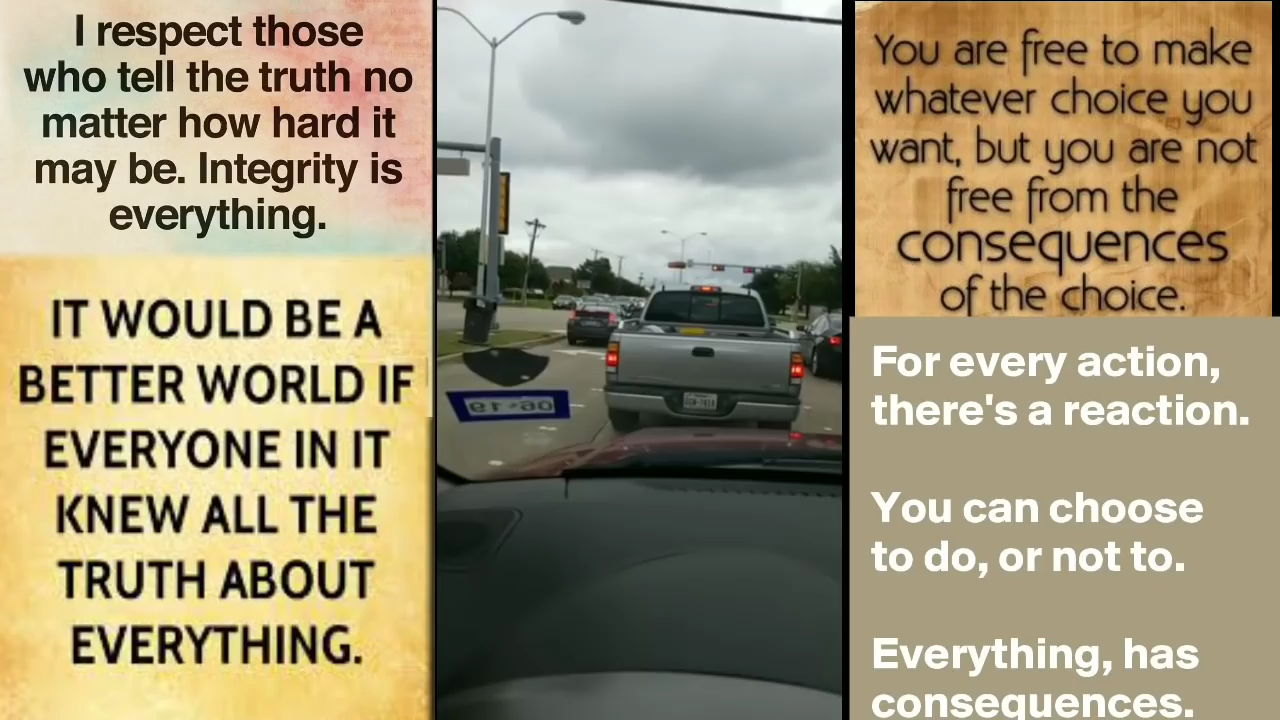 I respect those
who tell the truth no
matter how hard it
may be. Integrity is
everything.
IT WOULD BE A
BETTER WORLD IF
EVERYONE IN IT
KNEW ALL THE
TRUTH ABOUT
EVERYTHING.
06-19
You are free to make
whatever choice you
want, but you are not
free from the
consequences
of the choice.
For every action,
there's a reaction.
You can choose
to do, or not to.
Everything, has
consequences.